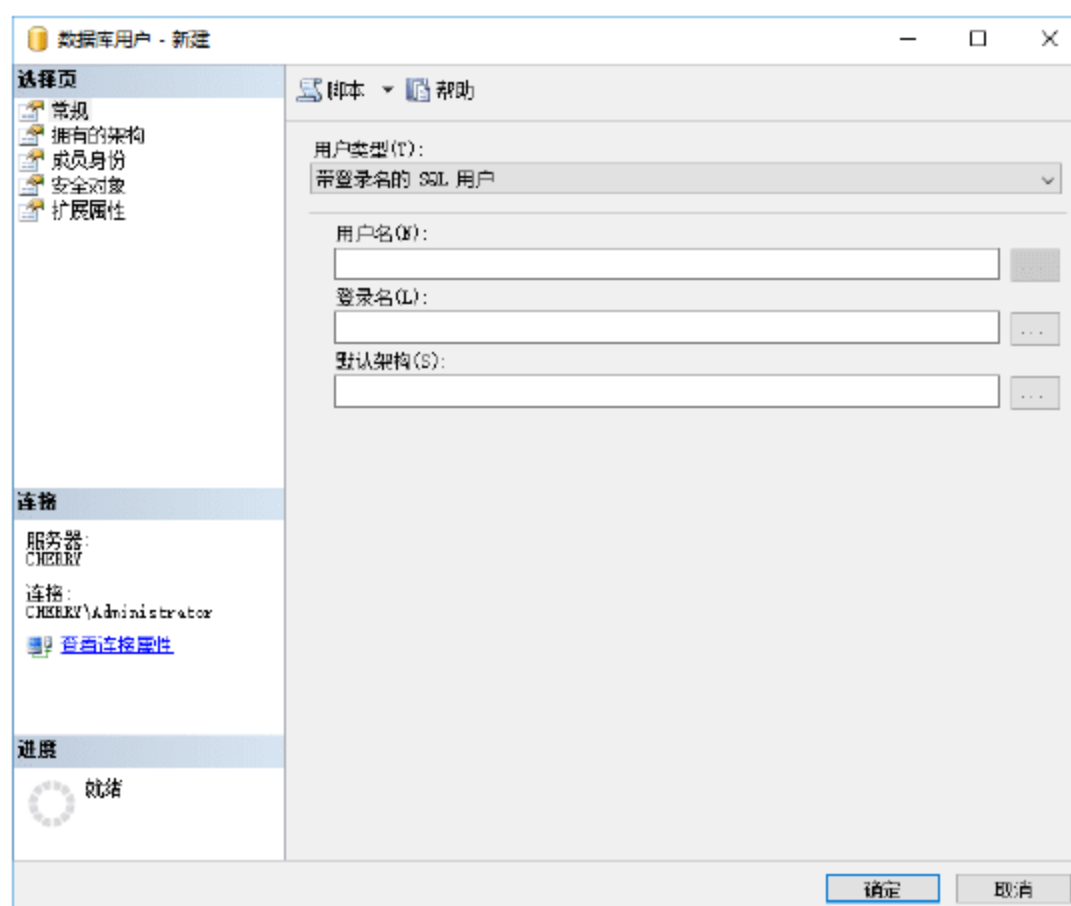 数据库用户 - 新建
选择页
常规
拥有的架构
成员身份
安全对象
扩展属性
脚本
帮助
用户类型(T):
带登录名的 SQL 用户
用户名(N):
...
登录名(L):
...
默认架构(S):
...
连接
服务器:
CHERRY
连接:
CHERRY\Administrator
查看连接属性
进度
就绪
确定
取消